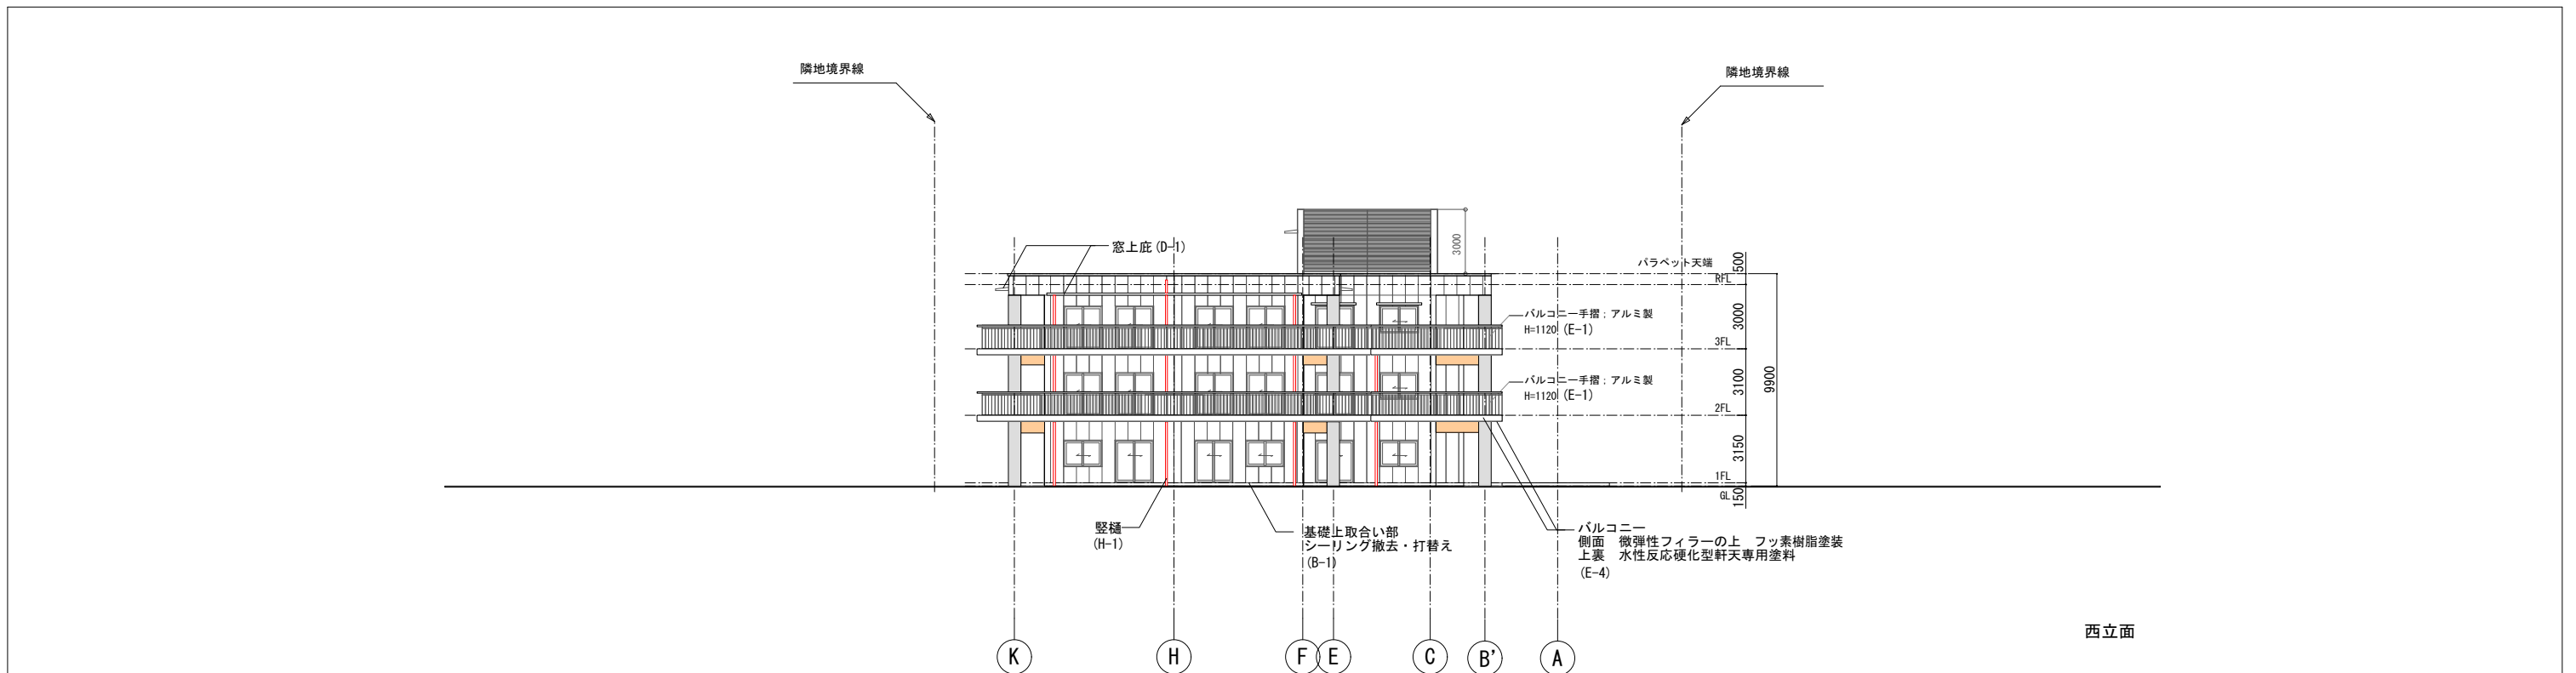 隣地境界線
隣地境界線
窓上庇(D-1)
3000
パラペット天端
500
RFL
バルコニー手摺；アルミ製
H=1120 (E-1)
3000
3FL
バルコニー手摺；アルミ製
H=1120 (E-1)
3100
9900
2FL
3150
1FL
GL
150
竪樋
(H-1)
基礎上取合い部
シーリング撤去・打替え
(B-1)
バルコニー
側面　微弾性フィラーの上　フッ素樹脂塗装
上裏　水性反応硬化型軒天専用塗料
(E-4)
西立面
K H F E C B' A